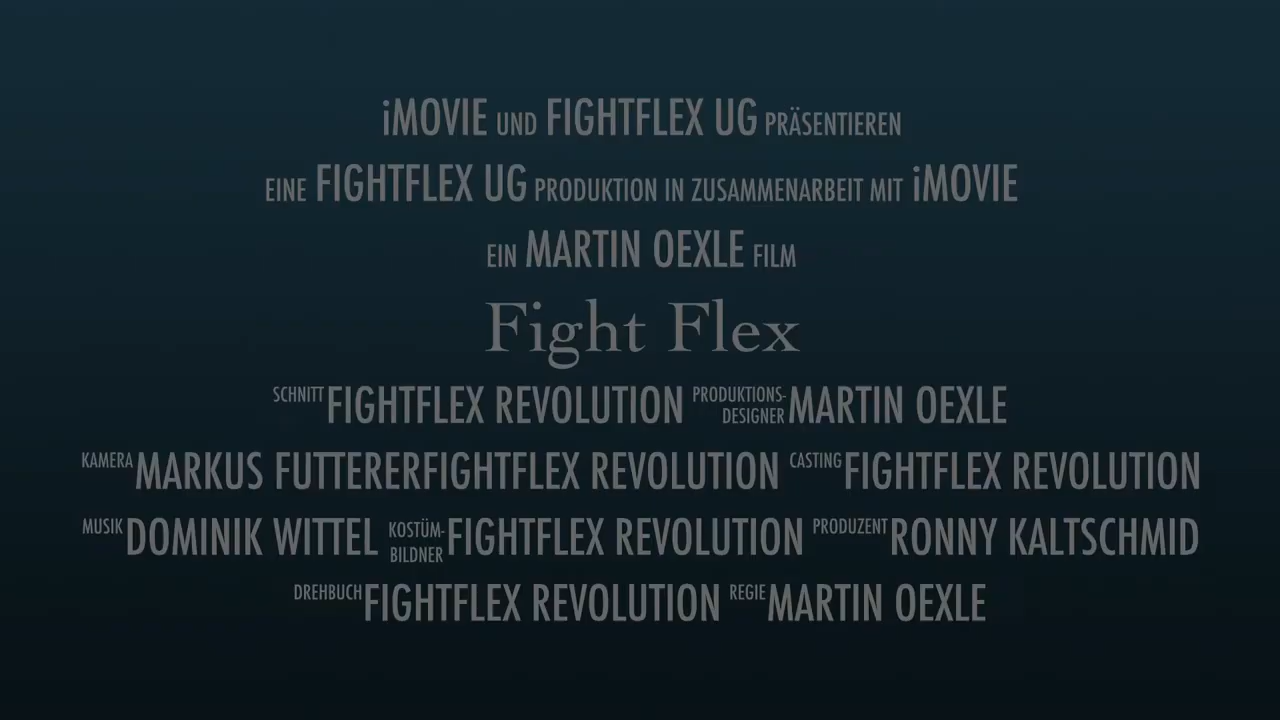 iMOVIE UND FIGHTFLEX UG PRÄSENTIEREN
EINE FIGHTFLEX UG PRODUKTION IN ZUSAMMENARBEIT MIT iMOVIE
EIN MARTIN OEXLE FILM
Fight Flex
SCHNITT FIGHTFLEX REVOLUTION PRODUKTIONS-DESIGNER MARTIN OEXLE
KAMERA MARKUS FUTTERERFIGHTFLEX REVOLUTION CASTING FIGHTFLEX REVOLUTION
MUSIK DOMINIK WITTEL KOSTÜM-BILDNER FIGHTFLEX REVOLUTION PRODUZENT RONNY KALTSCHMID
DREHBUCH FIGHTFLEX REVOLUTION REGIE MARTIN OEXLE